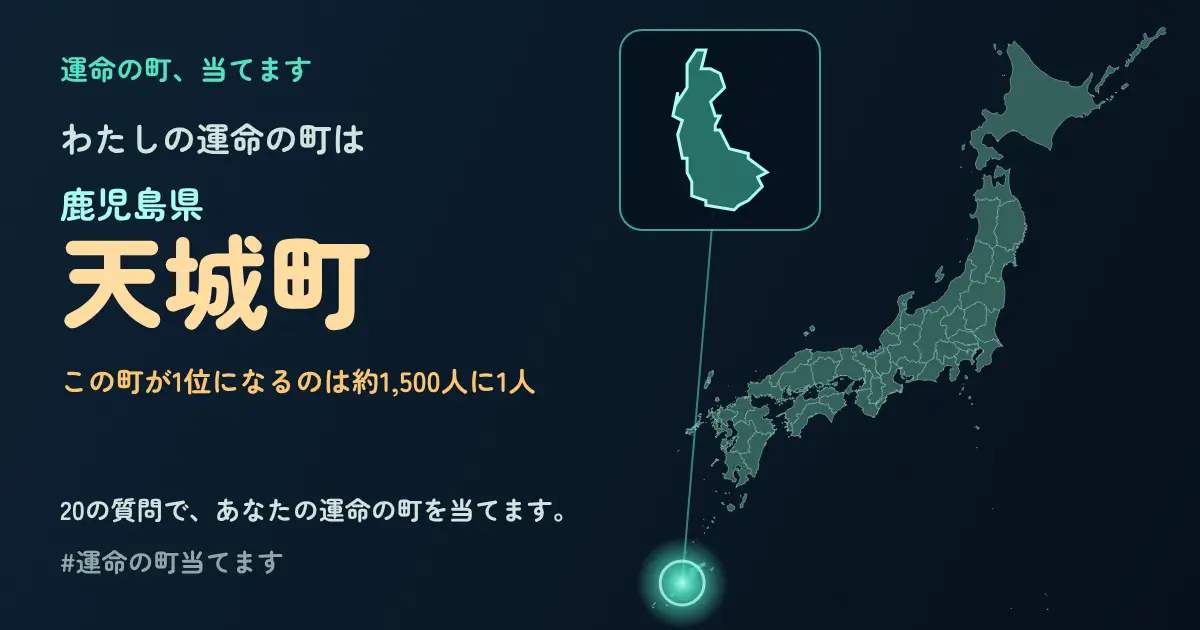 運命の町、当てます
わたしの運命の町は
鹿児島県
天城町
この町が1位になるのは約1,500人に1人
20の質問で、あなたの運命の町を当てます。
#運命の町当てます